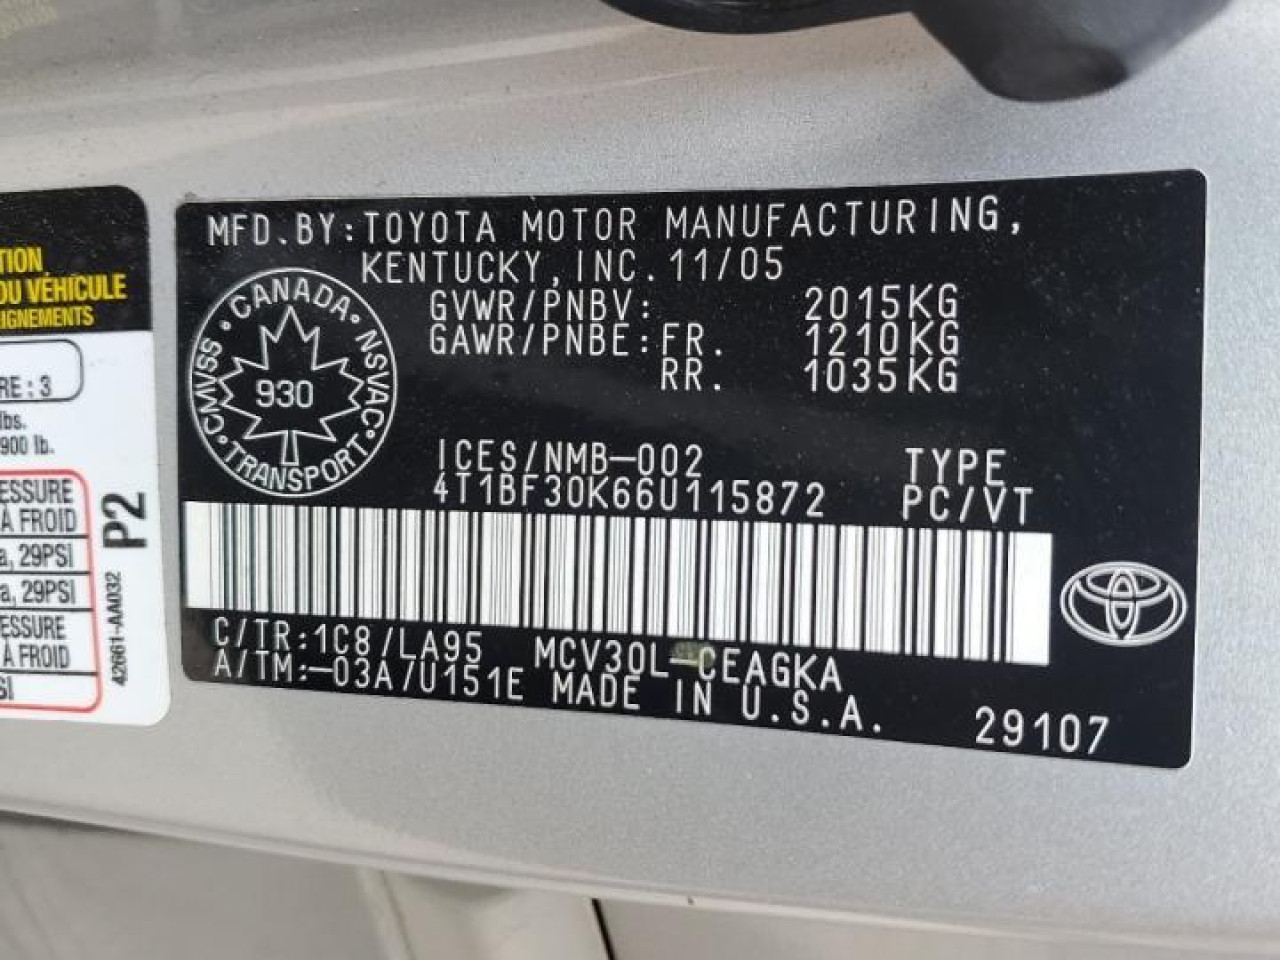 MFD.BY:TOYOTA MOTOR MANUFACTURING,
KENTUCKY,INC.11/05
GVWR/PNBV: 2015KG
GAWR/PNBE:FR. 1210KG
RR. 1035KG
CANADA • NSVAC • TRANSPORT • CMVSS •
930
ICES/NMB-002 TYPE
4T1BF30K66U115872 PC/VT
C/TR:1C8/LA95 MCV30L-CEAGKA
A/TM:-03A/U151E MADE IN U.S.A.
29107
TION
OU VÉHICULE
IGNEMENTS
RE : 3
lbs.
900 lb.
ESSURE
À FROID
a, 29PSI
a, 29PSI
ESSURE
À FROID
SI
P2
42661-AA032